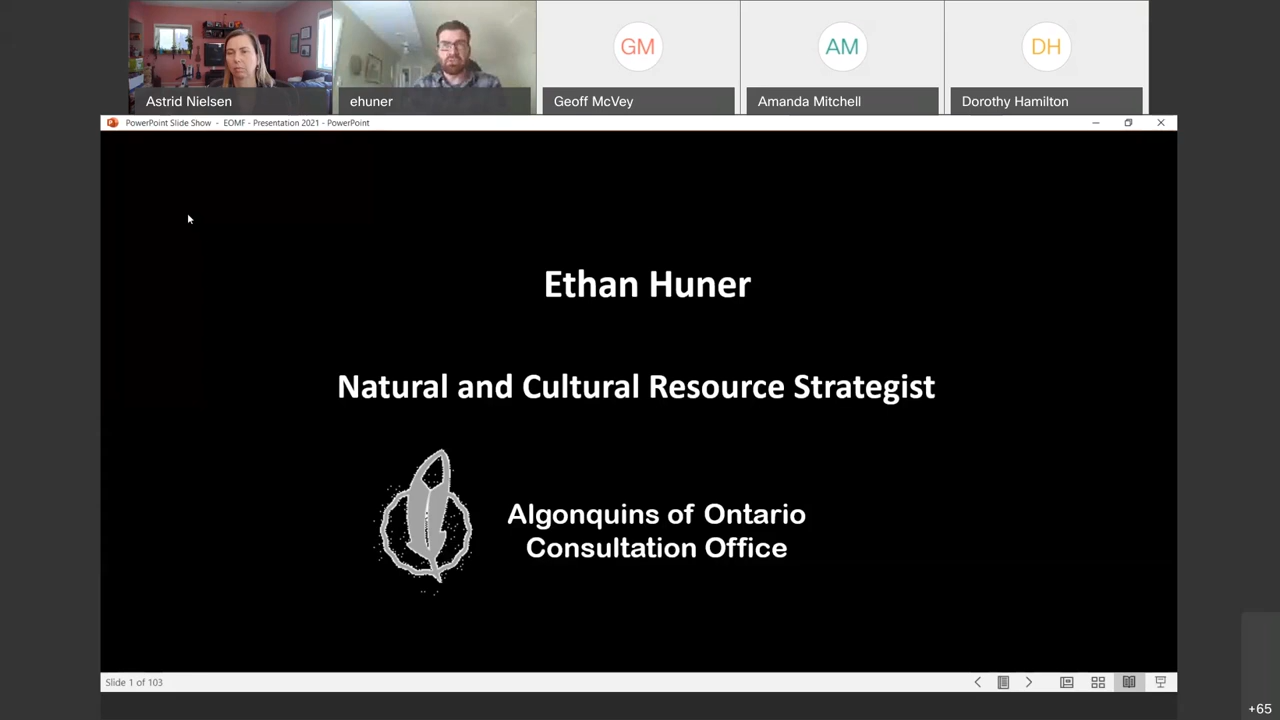 GM
AM
DH
Astrid Nielsen
ehuner
Geoff McVey
Amanda Mitchell
Dorothy Hamilton
PowerPoint Slide Show - EOMF - Presentation 2021 - PowerPoint
Ethan Huner
Natural and Cultural Resource Strategist
Algonquins of Ontario
Consultation Office
Slide 1 of 103
+65